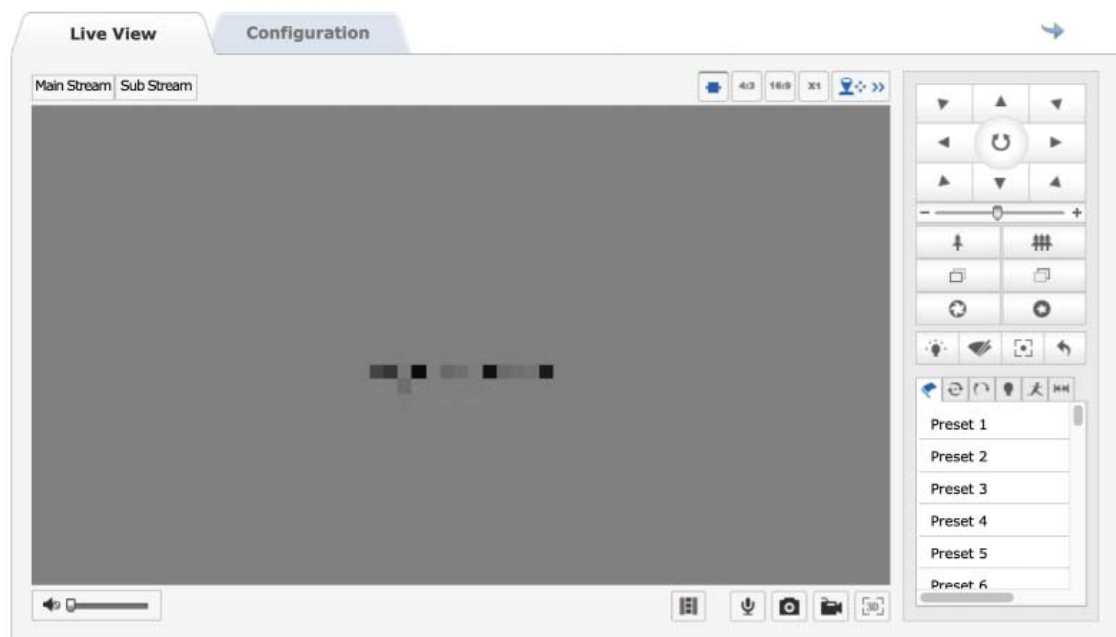 Live View
Configuration
Main Stream
Sub Stream
4:3
16:9
X1
3D
Preset 1
Preset 2
Preset 3
Preset 4
Preset 5
Preset 6